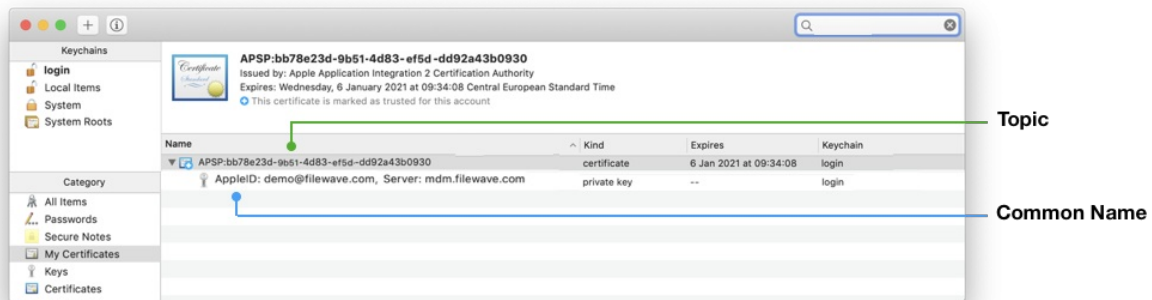 Keychains
login
Local Items
System
System Roots
Certificate
Standard
APSP:bb78e23d-9b51-4d83-ef5d-dd92a43b0930
Issued by: Apple Application Integration 2 Certification Authority
Expires: Wednesday, 6 January 2021 at 09:34:08 Central European Standard Time
This certificate is marked as trusted for this account
Topic
Name Kind Expires Keychain
APSP:bb78e23d-9b51-4d83-ef5d-dd92a43b0930 certificate 6 Jan 2021 at 09:34:08 login
AppleID: demo@filewave.com, Server: mdm.filewave.com private key -- login
Common Name
Category
All Items
Passwords
Secure Notes
My Certificates
Keys
Certificates